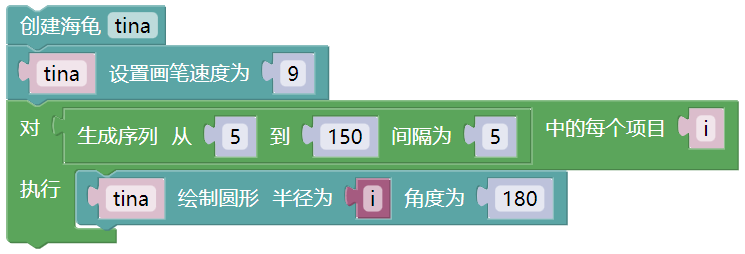 创建海龟 tina
tina 设置画笔速度为 9
对 生成序列 从 5 到 150 间隔为 5 中的每个项目 i
执行 tina 绘制圆形 半径为 i 角度为 180